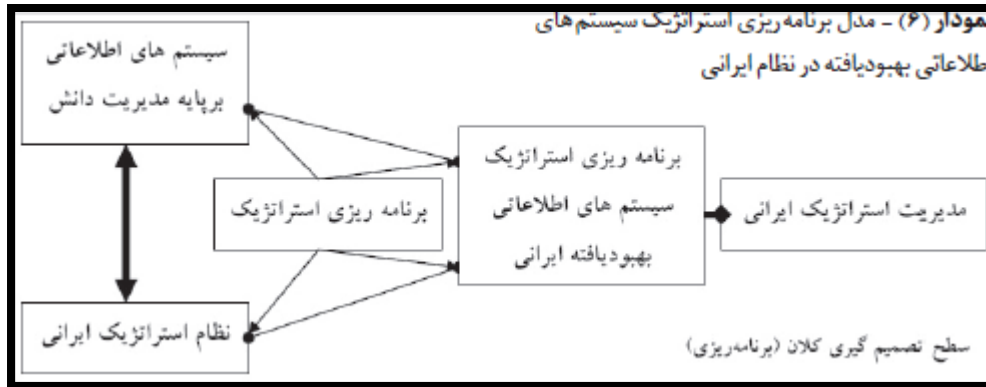 مودار (۶) - مدل برنامه‌ریزی استراتژیک سیستم‌های
طلاعاتی بهبودیافته در نظام ایرانی
سیستم های اطلاعاتی
برپایه مدیریت دانش
برنامه ریزی استراتژیک
سیستم های اطلاعاتی
بهبودیافته ایرانی
مدیریت استراتژیک ایرانی
برنامه ریزی استراتژیک
نظام استراتژیک ایرانی
سطح تصمیم گیری کلان (برنامه‌ریزی)